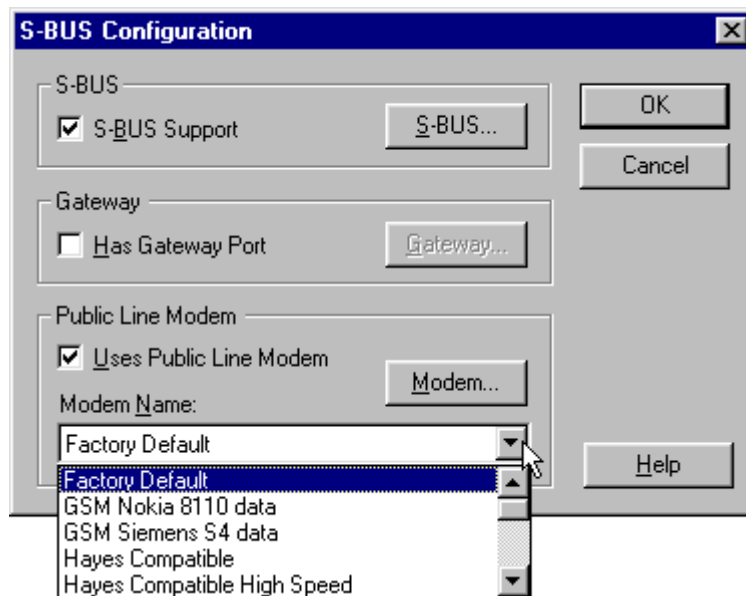 S-BUS Configuration
S-BUS
S-BUS Support
S-BUS...
OK
Cancel
Gateway
Has Gateway Port
Gateway...
Public Line Modem
Uses Public Line Modem
Modem...
Modem Name:
Factory Default
Help
Factory Default
GSM Nokia 8110 data
GSM Siemens S4 data
Hayes Compatible
Hayes Compatible High Speed